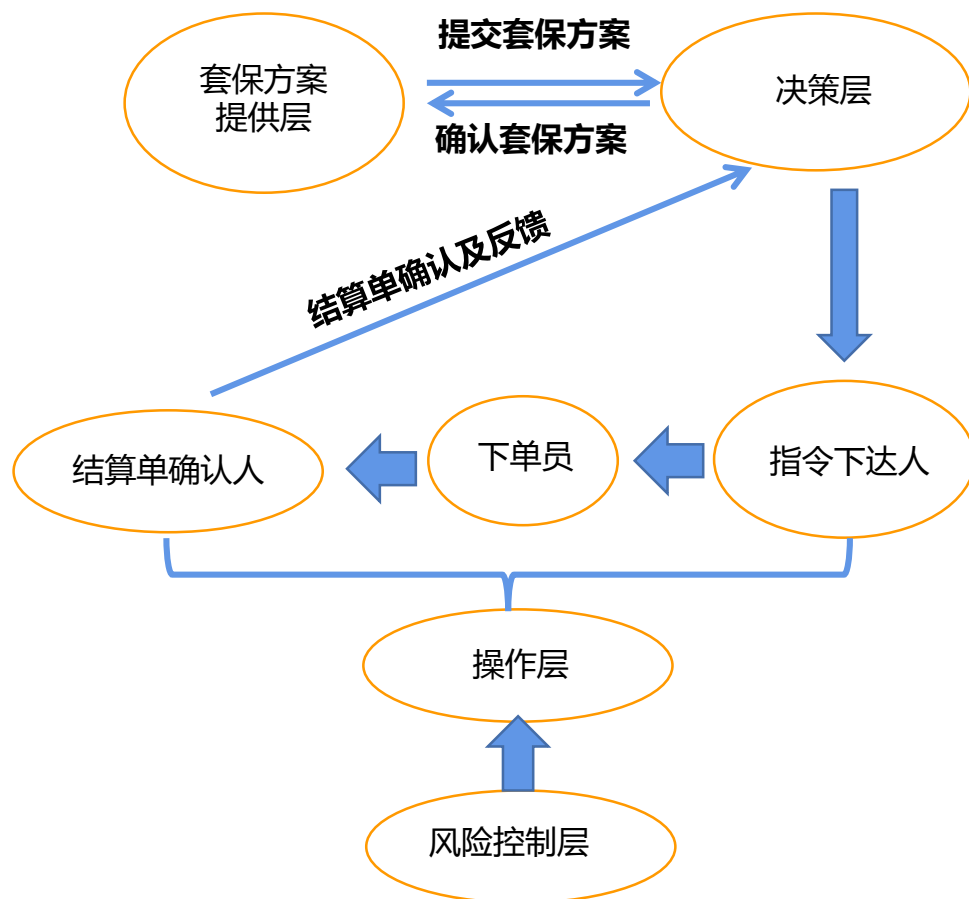 提交套保方案
套保方案
提供层
决策层
确认套保方案
结算单确认及反馈
结算单确认人
下单员
指令下达人
操作层
风险控制层